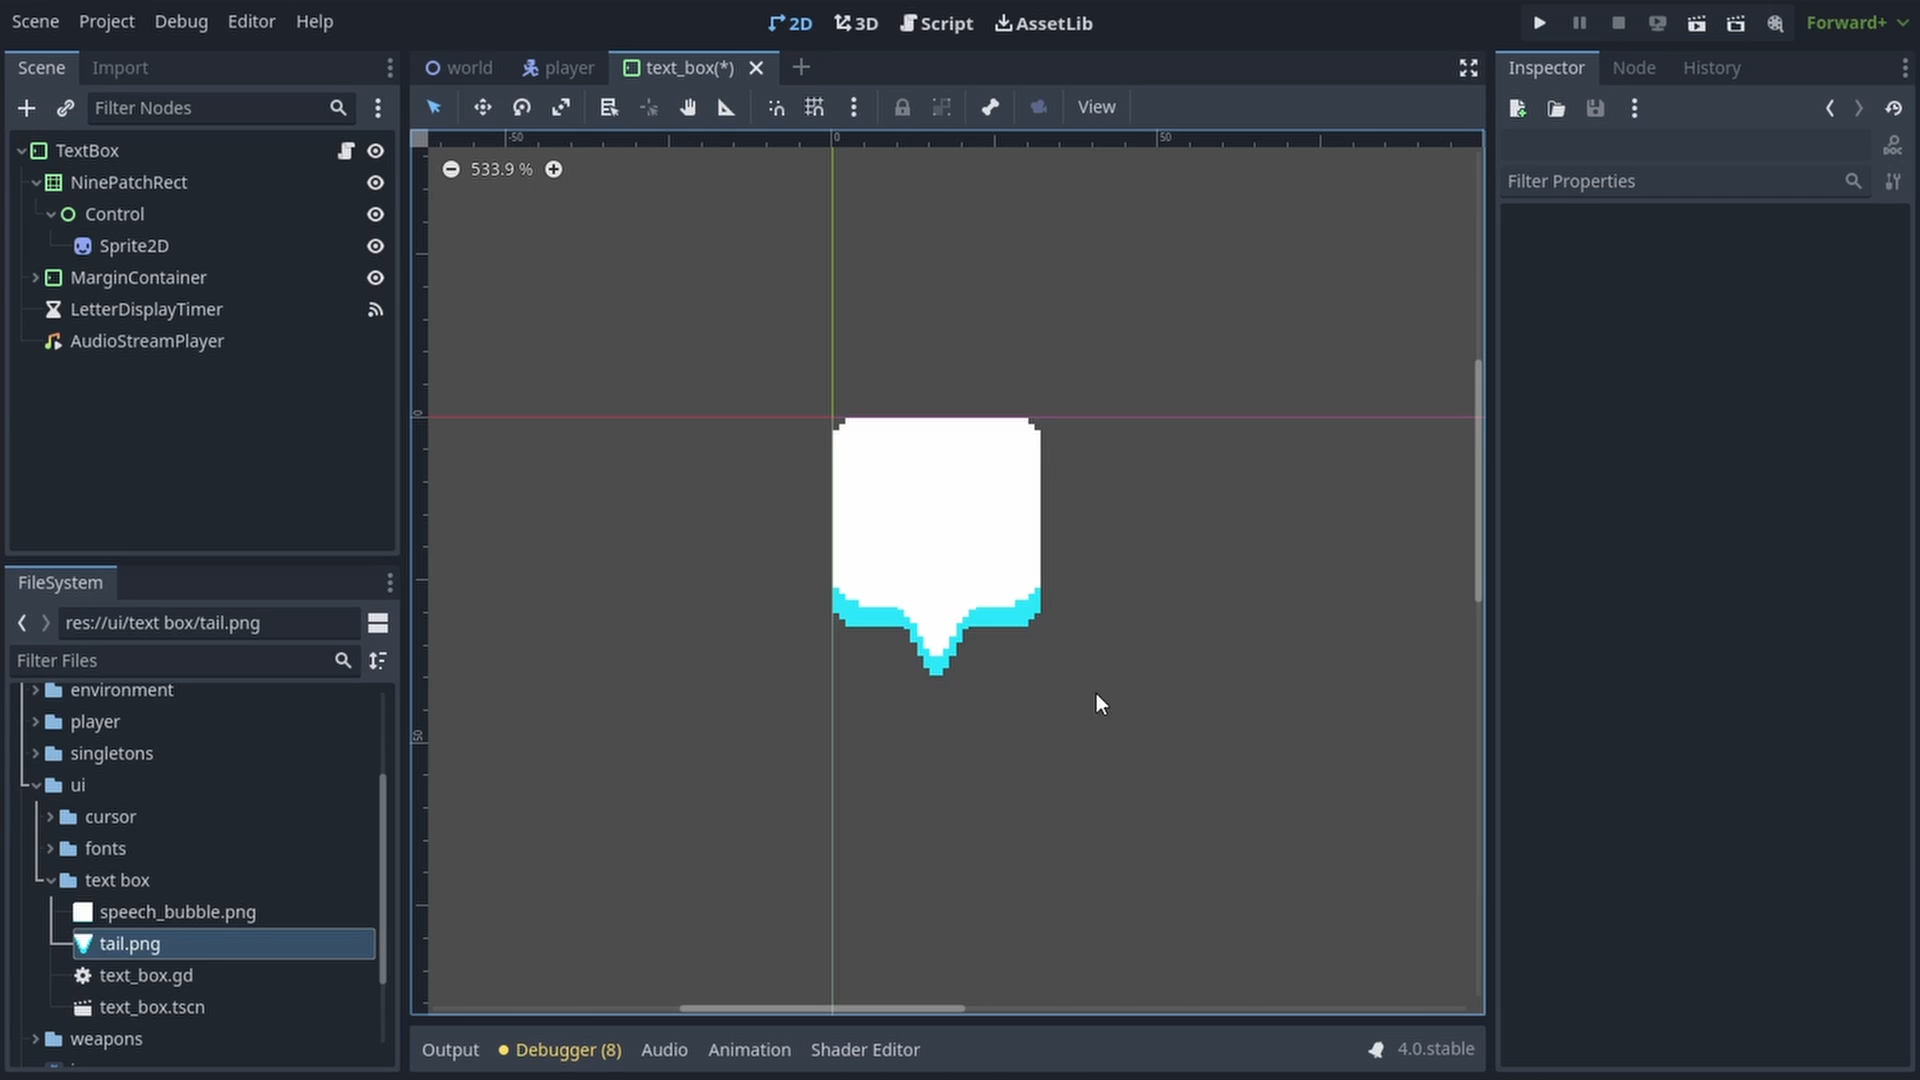 Scene Project Debug Editor Help
2D 3D Script AssetLib
Forward+
Scene Import
world player text_box(*)
Inspector Node History
Filter Nodes
View
-50 0 50
TextBox
533.9 %
DOC
NinePatchRect
Filter Properties
Control
Sprite2D
MarginContainer
LetterDisplayTimer
AudioStreamPlayer
0
FileSystem
res://ui/text box/tail.png
Filter Files
environment
player
50
singletons
ui
cursor
fonts
text box
speech_bubble.png
tail.png
text_box.gd
text_box.tscn
weapons
Output Debugger (8) Audio Animation Shader Editor
4.0.stable